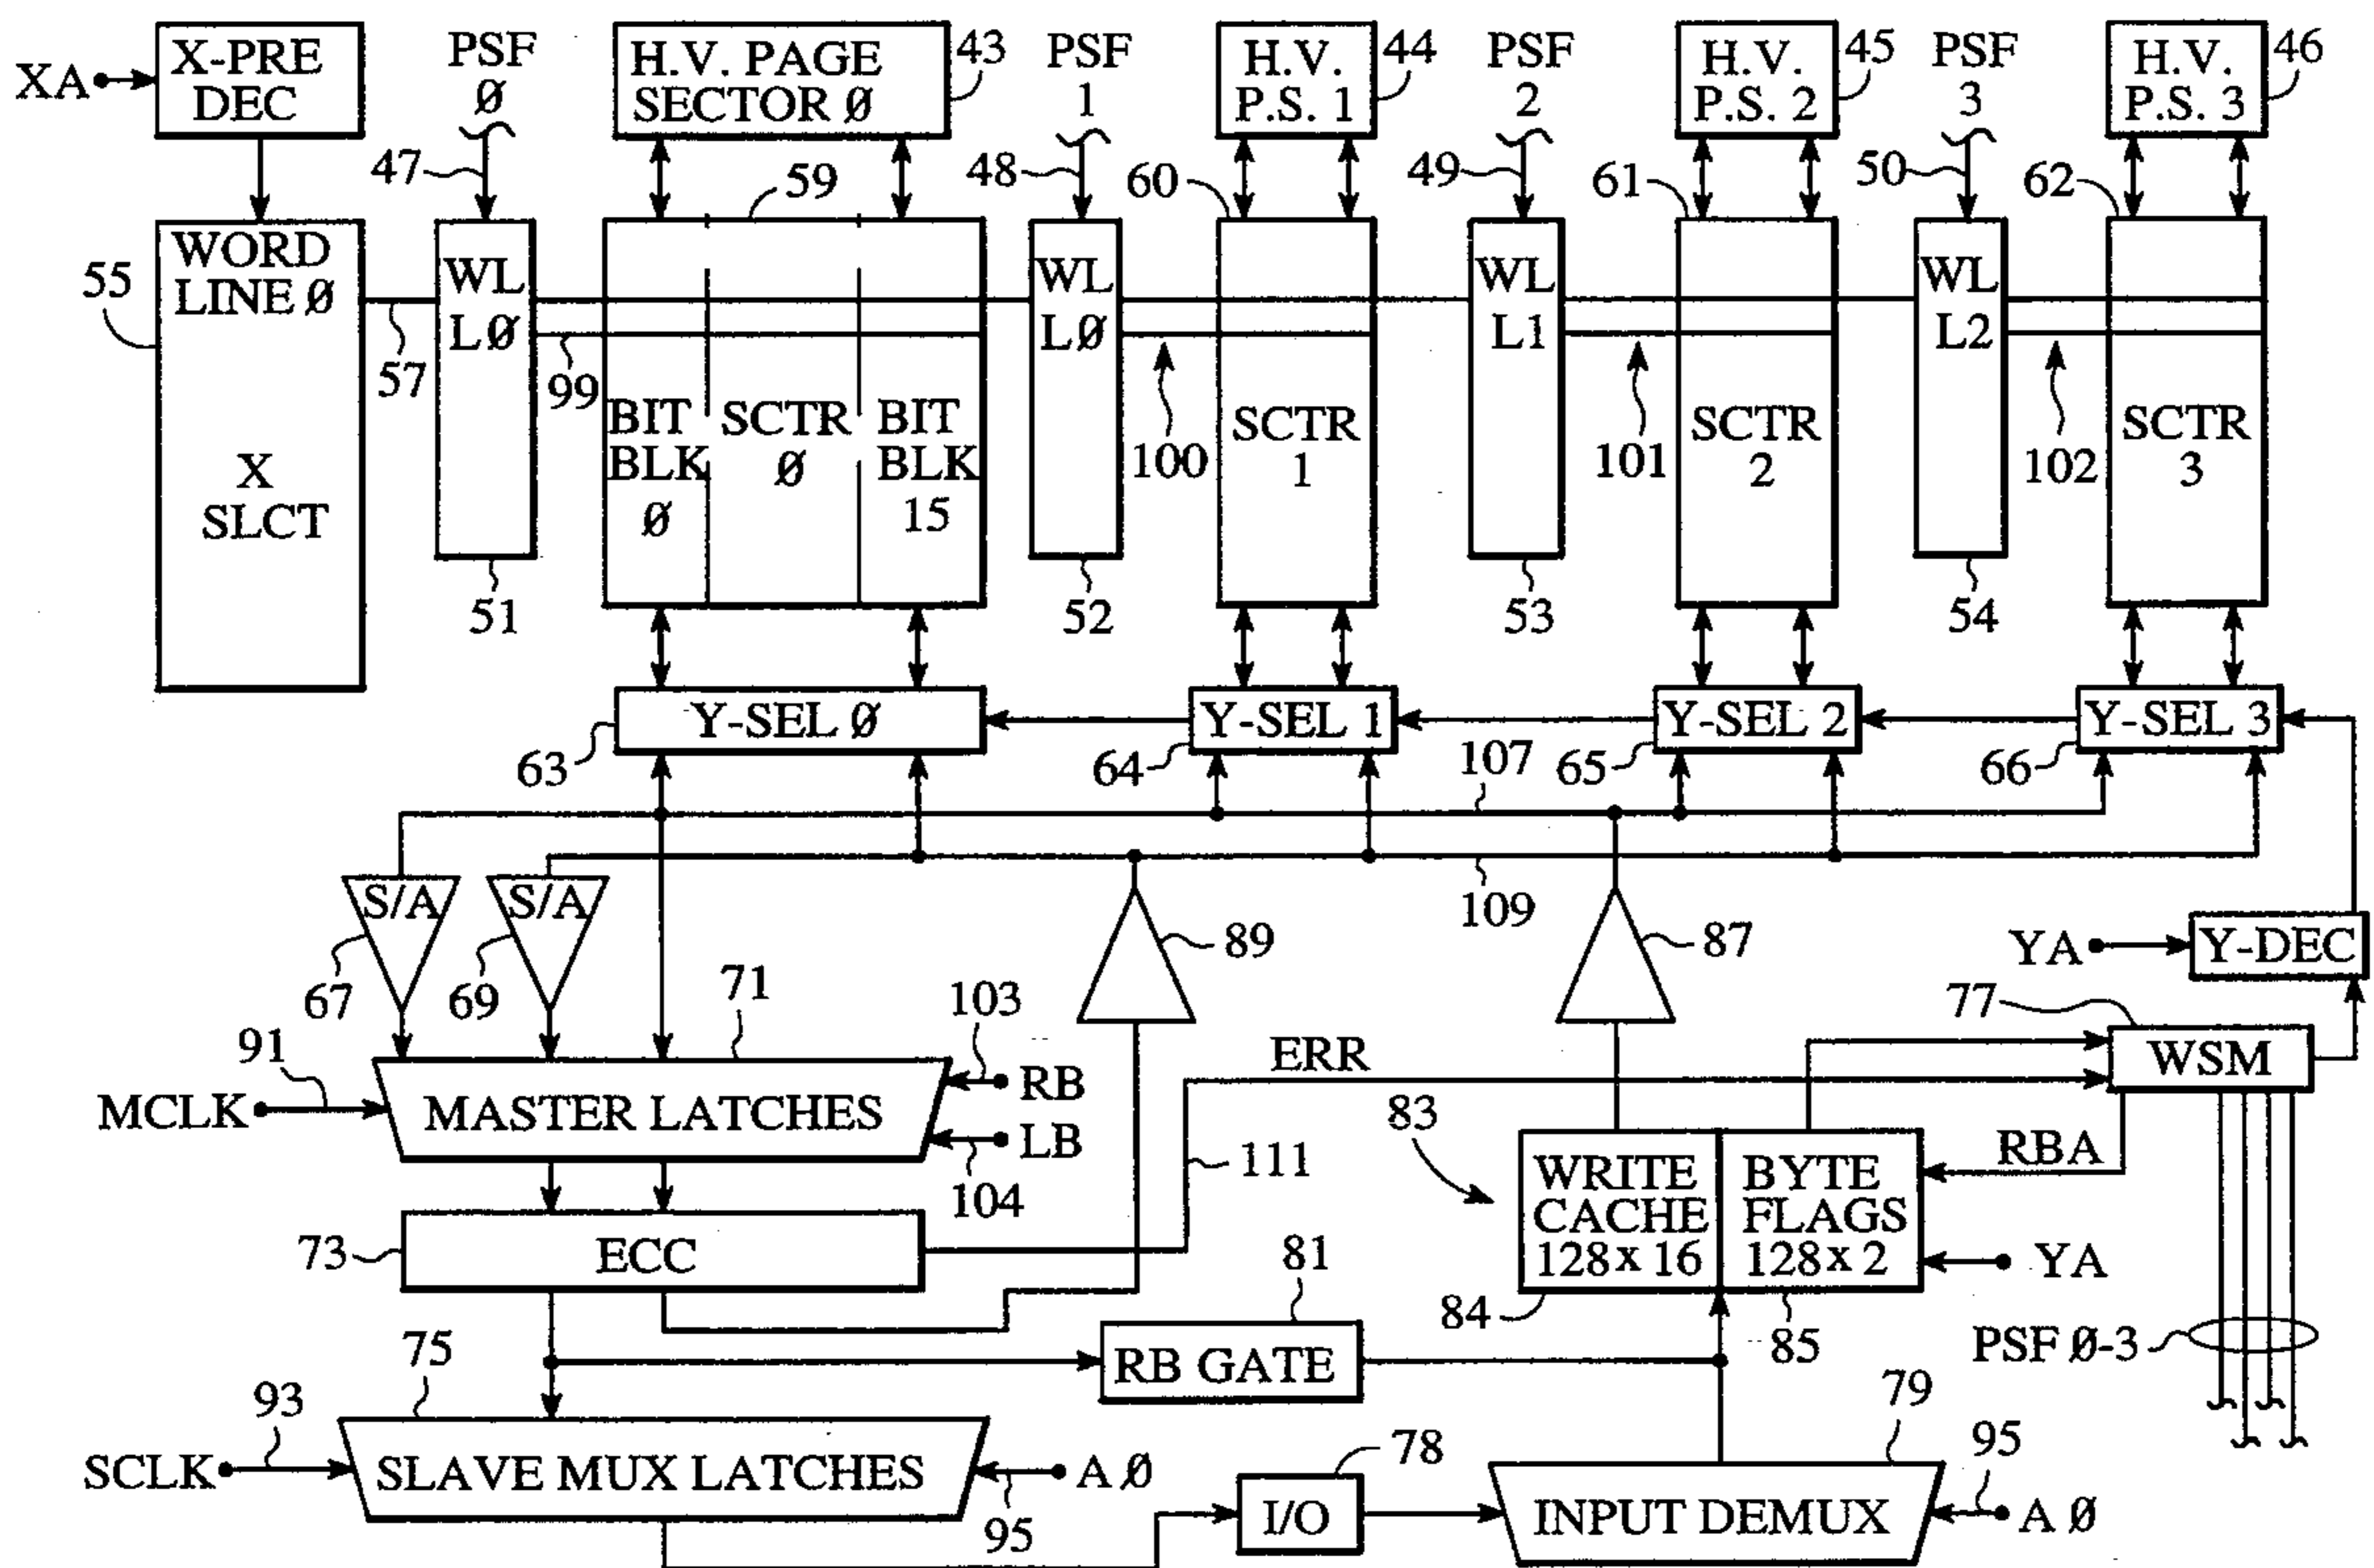 XA
X-PRE
DEC
PSF
Ø
47
H.V. PAGE
SECTOR Ø
43
PSF
1
48
H.V.
P.S. 1
44
PSF
2
49
H.V.
P.S. 2
45
PSF
3
50
H.V.
P.S. 3
46
59
60
61
62
55
WORD
LINE Ø
X
SLCT
57
WL
LØ
51
99
BIT
BLK
Ø
SCTR
Ø
BIT
BLK
15
WL
LØ
52
100
SCTR
1
WL
L1
53
101
SCTR
2
WL
L2
54
102
SCTR
3
Y-SEL Ø
63
Y-SEL 1
64
Y-SEL 2
65
Y-SEL 3
66
107
109
S/A
67
S/A
69
89
87
YA
Y-DEC
71
103
RB
91
MCLK
MASTER LATCHES
LB
104
ERR
111
77
WSM
RBA
83
WRITE
CACHE
128 x 16
84
BYTE
FLAGS
128 x 2
85
YA
PSF Ø-3
73
ECC
81
RB GATE
75
93
SCLK
SLAVE MUX LATCHES
A Ø
95
78
I/O
79
INPUT DEMUX
95
A Ø